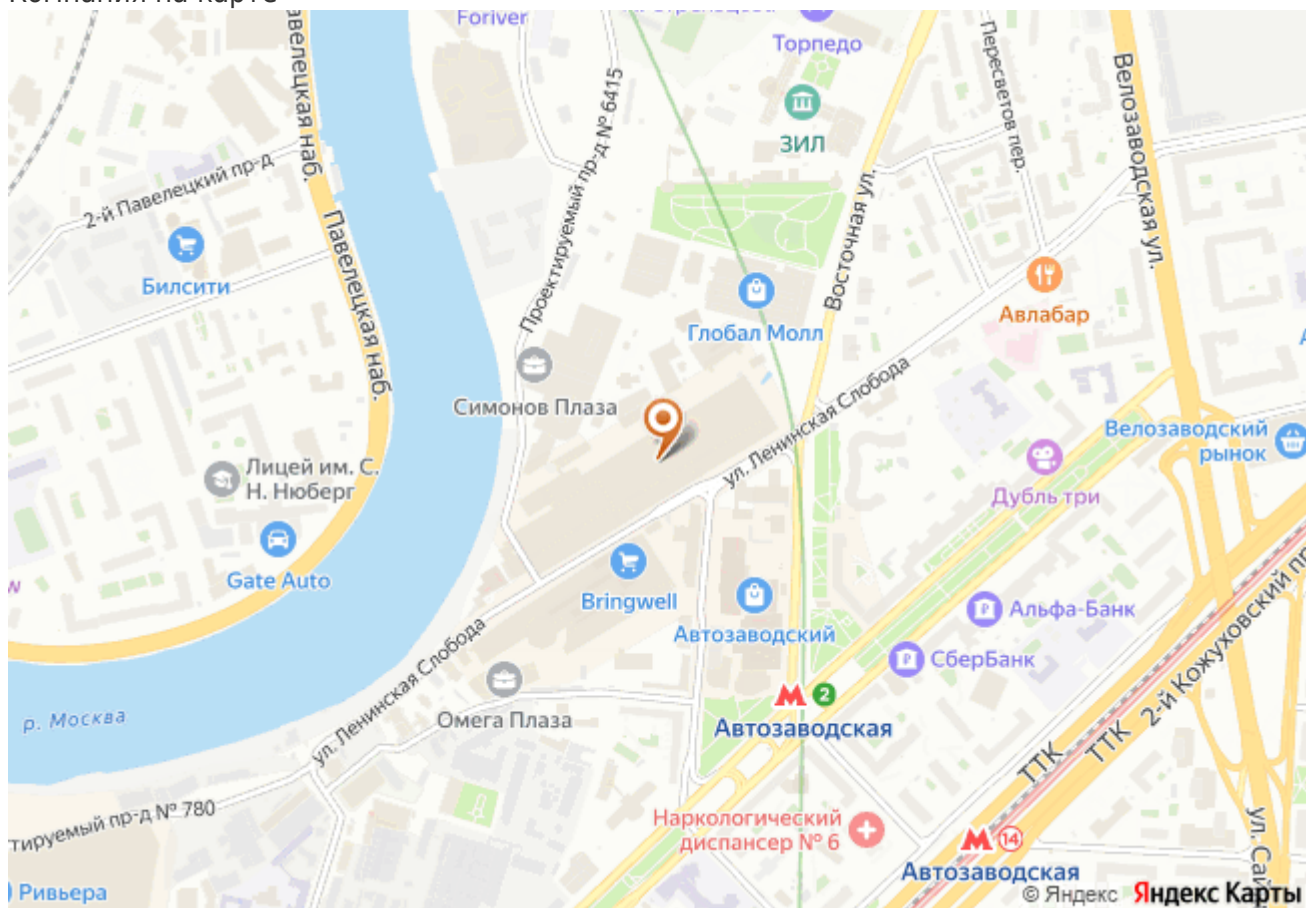 Foriver
Торпедо
ЗИЛ
Пересветов пер.
Велозаводская ул.
Павелецкая наб.
2-й Павелецкий пр-д
Проектируемый пр-д № 6415
Восточная ул.
Билсити
Глобал Молл
Авлабар
Симонов Плаза
ул. Ленинская Слобода
Велозаводский
рынок
Лицей им. С.
Н. Нюберг
Дубль три
Gate Auto
Bringwell
Автозаводский
Альфа-Банк
СберБанк
2-й Кожуховский пр
р. Москва
ул. Ленинская Слобода
Омега Плаза
2
Автозаводская
ТТК
ТТК
тируемый пр-д № 780
Наркологический
диспансер № 6
14
Автозаводская
ул. Сай
Ривьера
© Яндекс Яндекс Карты